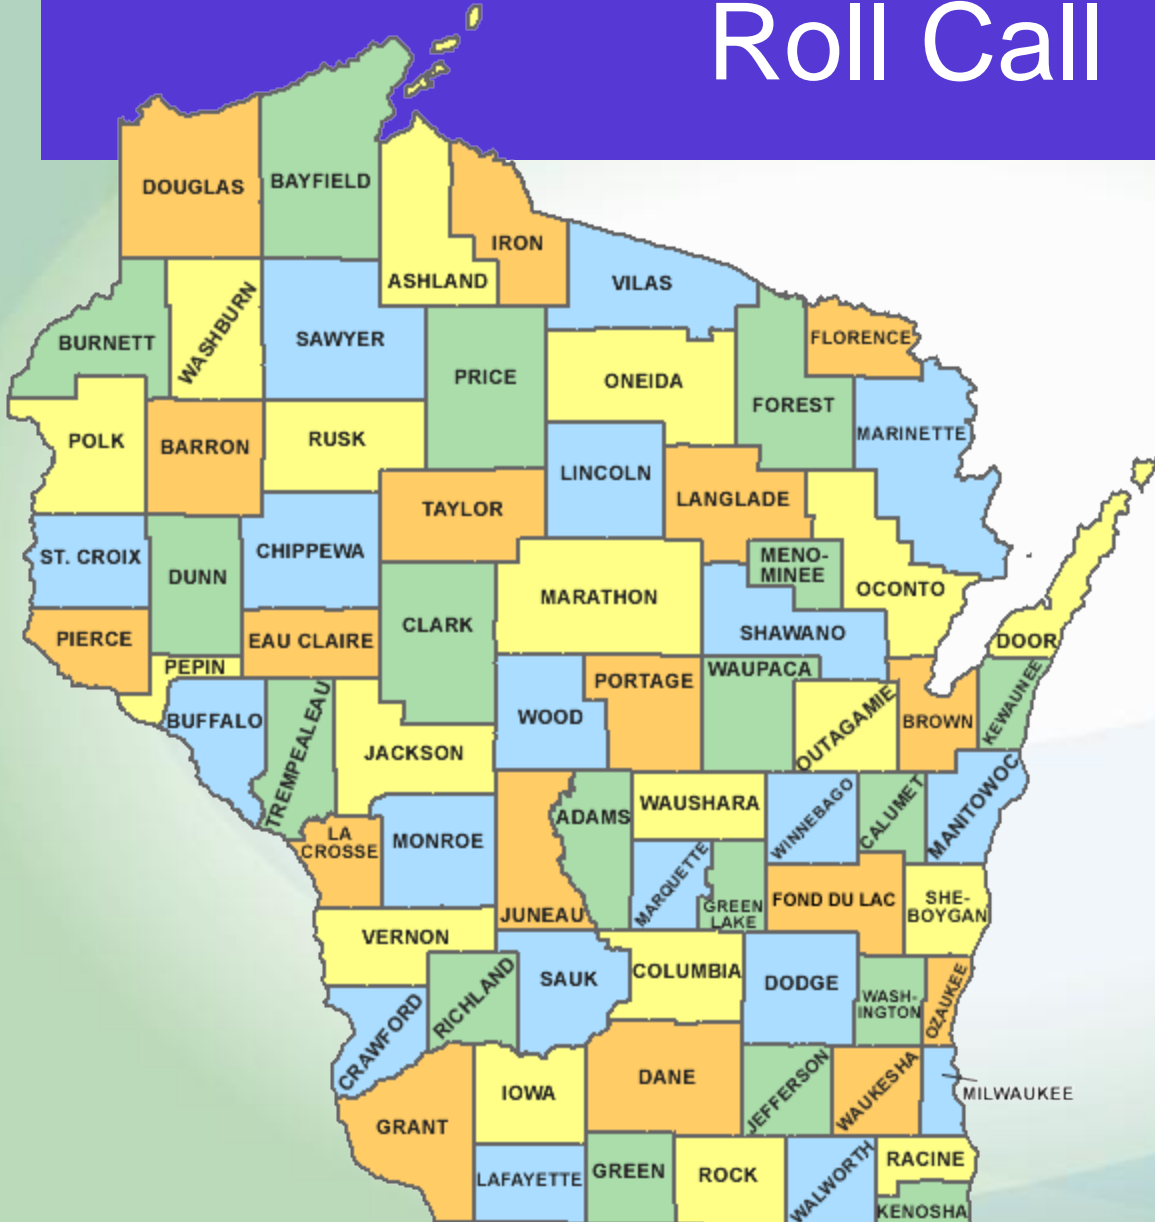 Roll Call
DOUGLAS
BAYFIELD
ASHLAND
IRON
VILAS
BURNETT
WASHBURN
SAWYER
PRICE
ONEIDA
FOREST
FLORENCE
MARINETTE
POLK
BARRON
RUSK
LINCOLN
LANGLADE
TAYLOR
ST. CROIX
DUNN
CHIPPEWA
MENO-
MINEE
OCONTO
MARATHON
CLARK
PIERCE
EAU CLAIRE
SHAWANO
DOOR
PEPIN
BUFFALO
TREMPEALEAU
JACKSON
WOOD
PORTAGE
WAUPACA
OUTAGAMIE
BROWN
KEWAUNEE
LA
CROSSE
MONROE
JUNEAU
ADAMS
WAUSHARA
WINNEBAGO
CALUMET
MANITOWOC
MARQUETTE
GREEN
LAKE
FOND DU LAC
SHE-
BOYGAN
VERNON
RICHLAND
SAUK
COLUMBIA
DODGE
WASH-
INGTON
OZAUKEE
CRAWFORD
GRANT
IOWA
DANE
JEFFERSON
WAUKESHA
MILWAUKEE
LAFAYETTE
GREEN
ROCK
WALWORTH
RACINE
KENOSHA